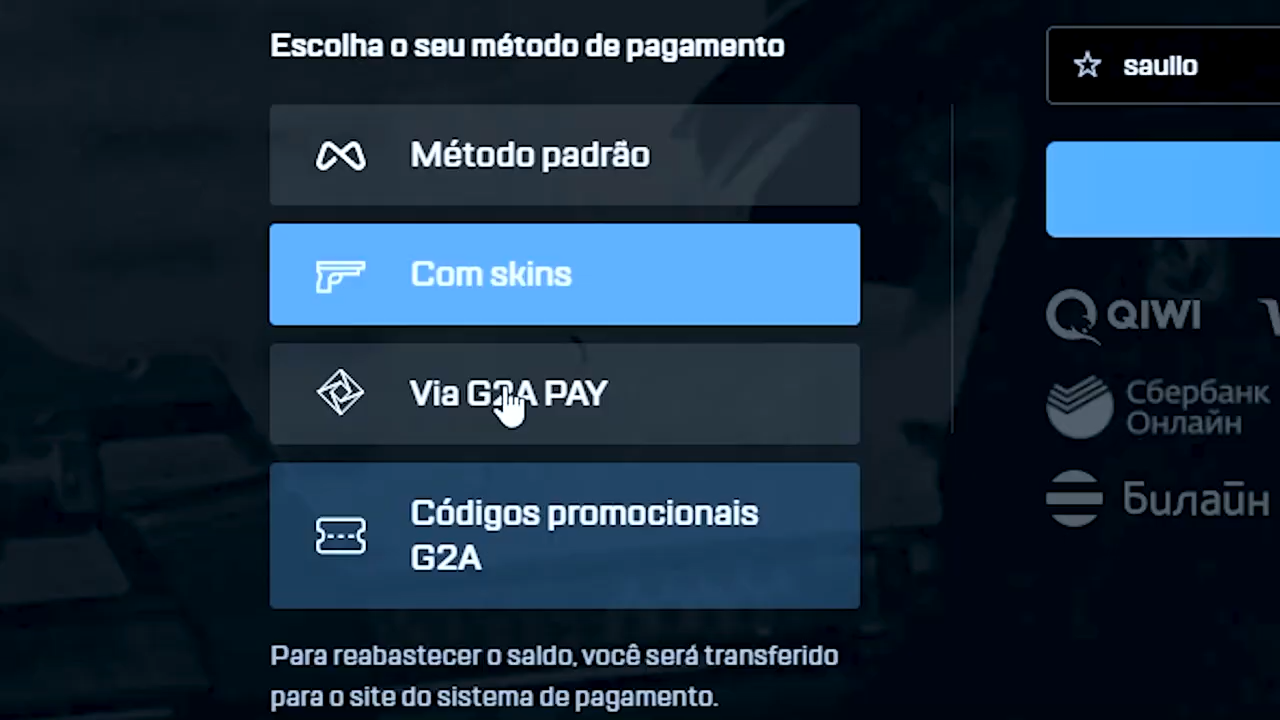 Escolha o seu método de pagamento
saullo
Método padrão
Com skins
Via G2A PAY
Códigos promocionais
G2A
Para reabastecer o saldo, você será transferido
para o site do sistema de pagamento.
QIWI
Сбербанк
Онлайн
Билайн